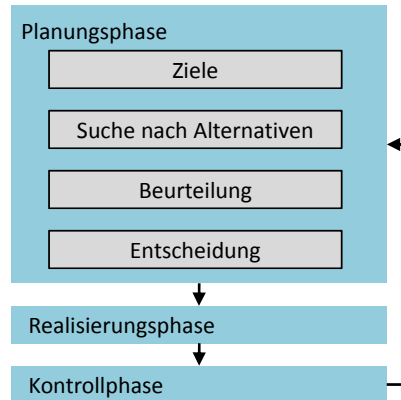 Planungsphase
Ziele
Suche nach Alternativen
Beurteilung
Entscheidung
Realisierungsphase
Kontrollphase